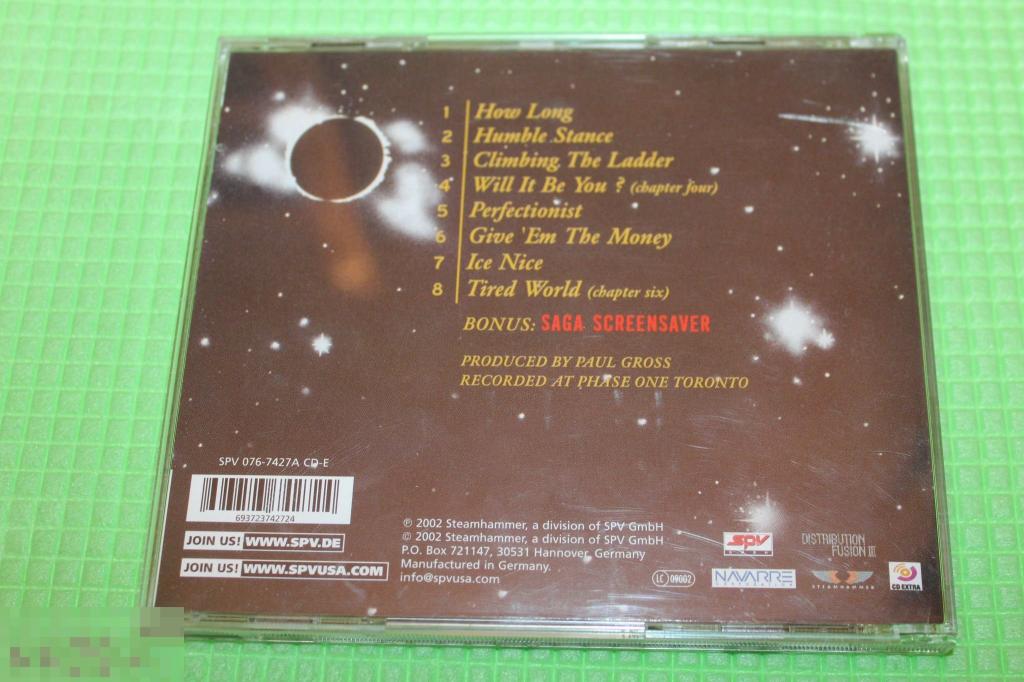 1 How Long
2 Humble Stance
3 Climbing The Ladder
4 Will It Be You ? (chapter four)
5 Perfectionist
6 Give 'Em The Money
7 Ice Nice
8 Tired World (chapter six)
BONUS: SAGA SCREENSAVER
PRODUCED BY PAUL GROSS
RECORDED AT PHASE ONE TORONTO
SPV 076-7427A CD-E
693723742724
JOIN US! WWW.SPV.DE
JOIN US! WWW.SPVUSA.COM
℗ 2002 Steamhammer, a division of SPV GmbH
© 2002 Steamhammer, a division of SPV GmbH
P.O. Box 721147, 30531 Hannover, Germany
Manufactured in Germany.
info@spvusa.com
SPV
DISTRIBUTION
FUSION III
LC 09002
NAVARRE
CORPORATION
STEAMHAMMER
CD EXTRA